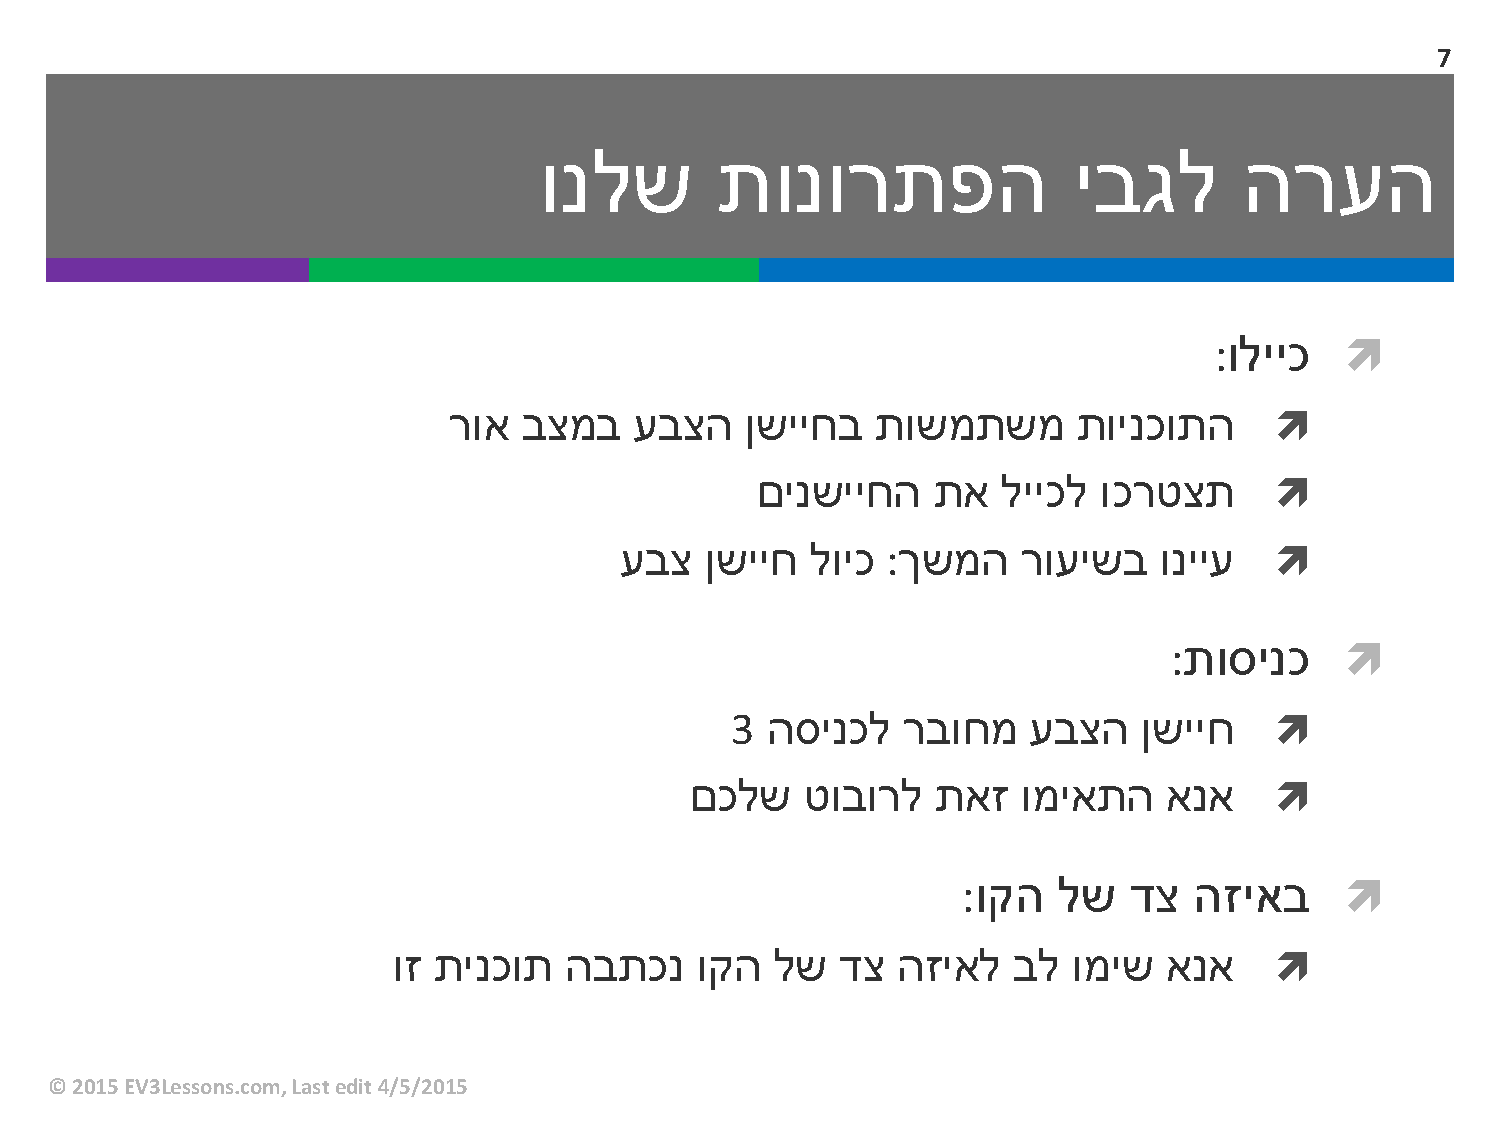 7
הערה לגבי הפתרונות שלנו
כיילו:
התוכניות משתמשות בחיישן הצבע במצב אור
תצטרכו לכייל את החיישנים
עיינו בשיעור המשך: כיול חיישן צבע
כניסות:
חיישן הצבע מחובר לכניסה 3
אנא התאימו זאת לרובוט שלכם
באיזה צד של הקו:
אנא שימו לב לאיזה צד של הקו נכתבה תוכנית זו
© 2015 EV3Lessons.com, Last edit 4/5/2015